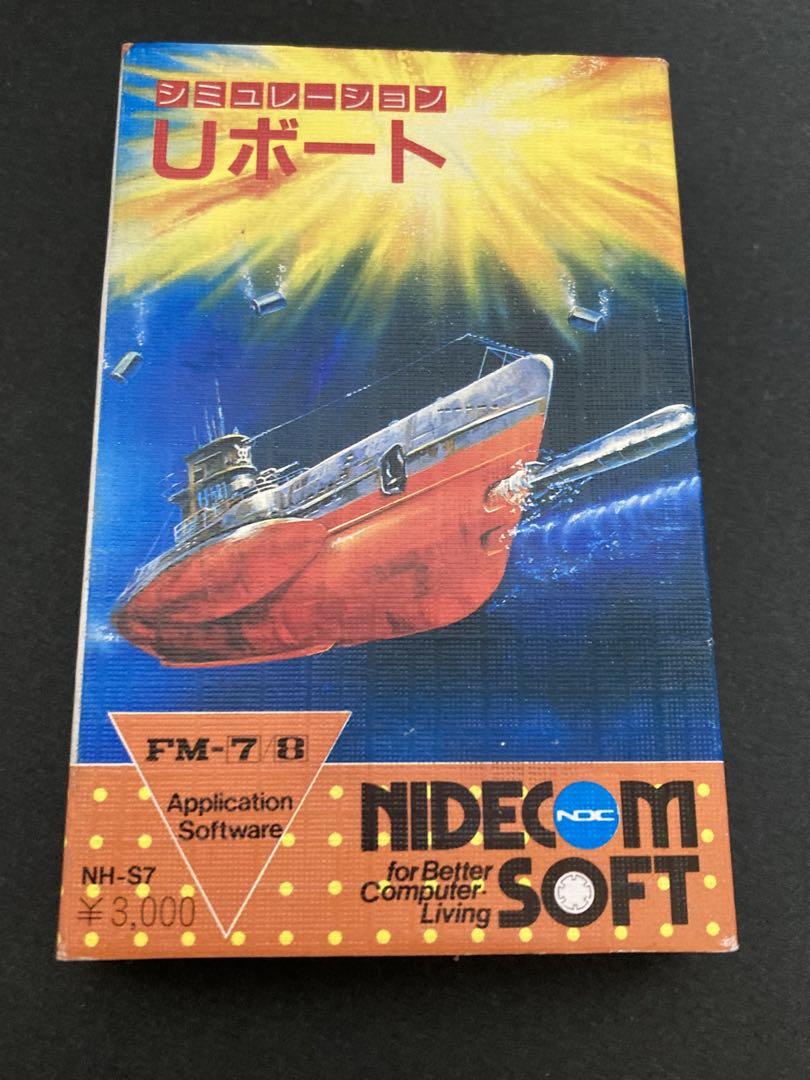 シミュレーション
Uボート
FM-7/8
Application
Software
NH-S7
¥3,000
NIDECOM
NDC
for Better
Computer-
Living
SOFT